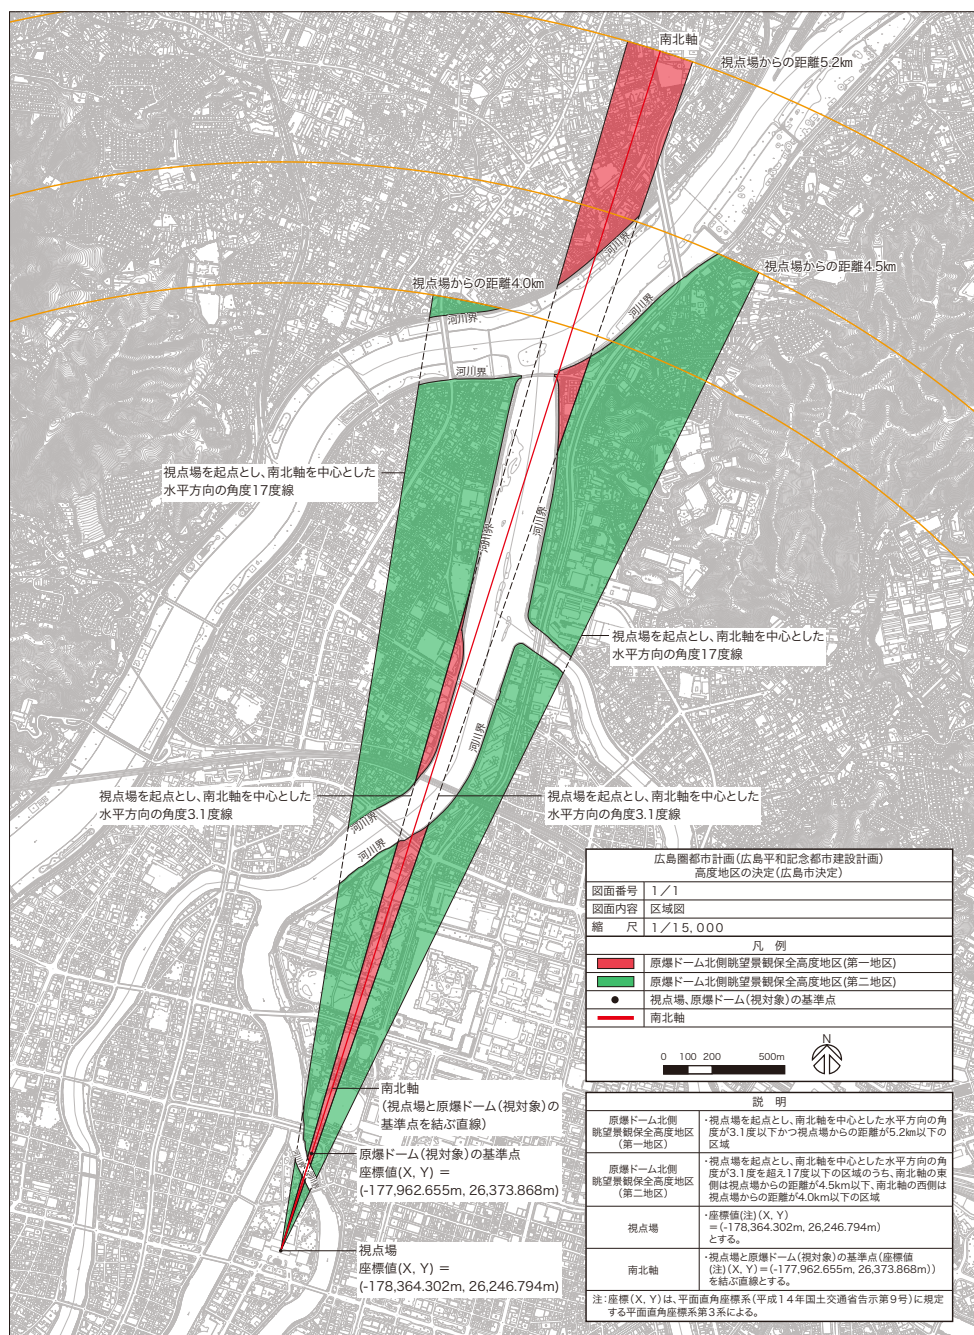 南北軸
視点場からの距離5.2km
河川界
視点場からの距離4.5km
視点場からの距離4.0km
河川界
河川界
河川界
視点場を起点とし、南北軸を中心とした
水平方向の角度17度線
河川界
河川界
視点場を起点とし、南北軸を中心とした
水平方向の角度17度線
河川界
視点場を起点とし、南北軸を中心とした
水平方向の角度3.1度線
視点場を起点とし、南北軸を中心とした
水平方向の角度3.1度線
河川界
河川界
広島圏都市計画(広島平和記念都市建設計画)
高度地区の決定(広島市決定)
図面番号 1／1
図面内容 区域図
縮 尺 1／15,000
凡 例
原爆ドーム北側眺望景観保全高度地区(第一地区)
原爆ドーム北側眺望景観保全高度地区(第二地区)
視点場、原爆ドーム(視対象)の基準点
南北軸
N
0 100 200 500m
南北軸
(視点場と原爆ドーム(視対象)の
基準点を結ぶ直線)
原爆ドーム(視対象)の基準点
座標値(X, Y) ＝
(-177,962.655m, 26,373.868m)
視点場
座標値(X, Y) ＝
(-178,364.302m, 26,246.794m)
説 明
原爆ドーム北側
眺望景観保全高度地区
(第一地区)
・視点場を起点とし、南北軸を中心とした水平方向の角
度が3.1度以下かつ視点場からの距離が5.2km以下の
区域
原爆ドーム北側
眺望景観保全高度地区
(第二地区)
・視点場を起点とし、南北軸を中心とした水平方向の角
度が3.1度を超え17度以下の区域のうち、南北軸の東
側は視点場からの距離が4.5km以下、南北軸の西側は
視点場からの距離が4.0km以下の区域
視点場
・座標値(注)(X, Y)
＝(-178,364.302m, 26,246.794m)
とする。
南北軸
・視点場と原爆ドーム(視対象)の基準点(座標値
(注)(X, Y)＝(-177,962.655m, 26,373.868m))
を結ぶ直線とする。
注：座標(X, Y)は、平面直角座標系(平成14年国土交通省告示第9号)に規定
する平面直角座標系第3系による。